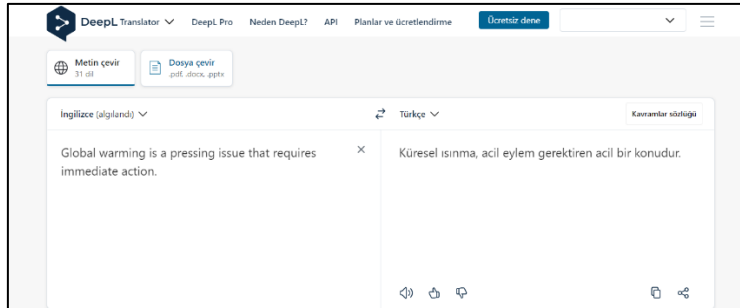 DeepL Translator DeepL Pro Neden DeepL? API Planlar ve ücretlendirme Ücretsiz dene
Metin çevir
31 dil
Dosya çevir
.pdf, .docx, .pptx
İngilizce (algılandı) Türkçe Kavramlar sözlüğü
Global warming is a pressing issue that requires
immediate action.
Küresel ısınma, acil eylem gerektiren acil bir konudur.